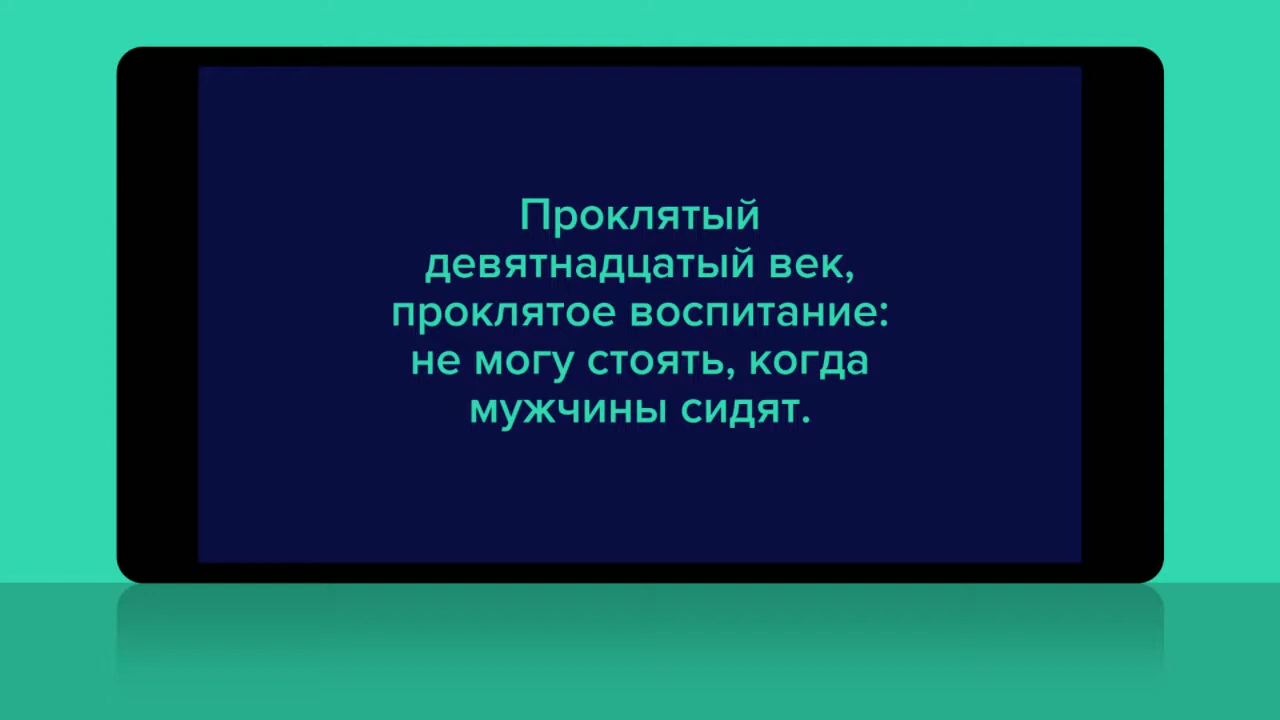 Проклятый
девятнадцатый век,
проклятое воспитание:
не могу стоять, когда
мужчины сидят.